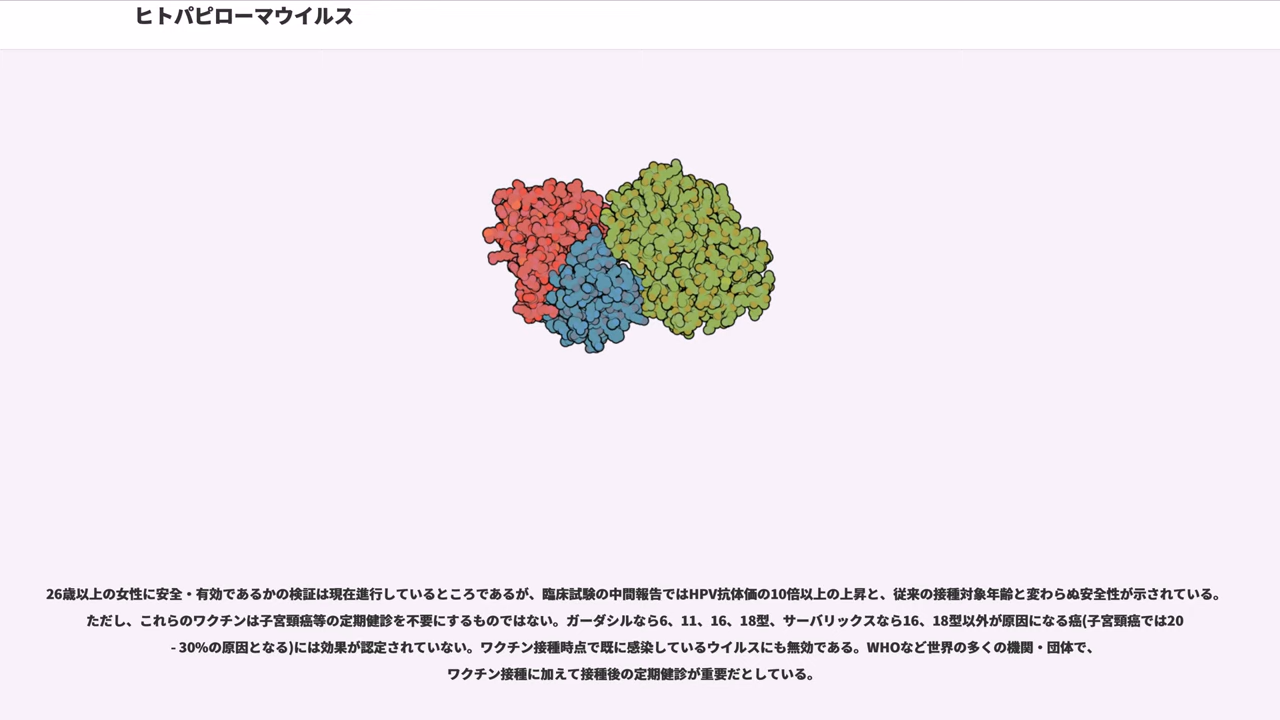 ヒトパピローマウイルス
26歳以上の女性に安全・有効であるかの検証は現在進行しているところであるが、臨床試験の中間報告ではHPV抗体価の10倍以上の上昇と、従来の接種対象年齢と変わらぬ安全性が示されている。
ただし、これらのワクチンは子宮頸癌等の定期健診を不要にするものではない。ガーダシルなら6、11、16、18型、サーバリックスなら16、18型以外が原因になる癌(子宮頸癌では20
- 30%の原因となる)には効果が認定されていない。ワクチン接種時点で既に感染しているウイルスにも無効である。WHOなど世界の多くの機関・団体で、
ワクチン接種に加えて接種後の定期健診が重要だとしている。